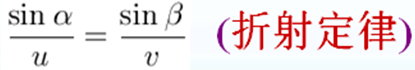 sin α / u = sin β / v (折射定律)